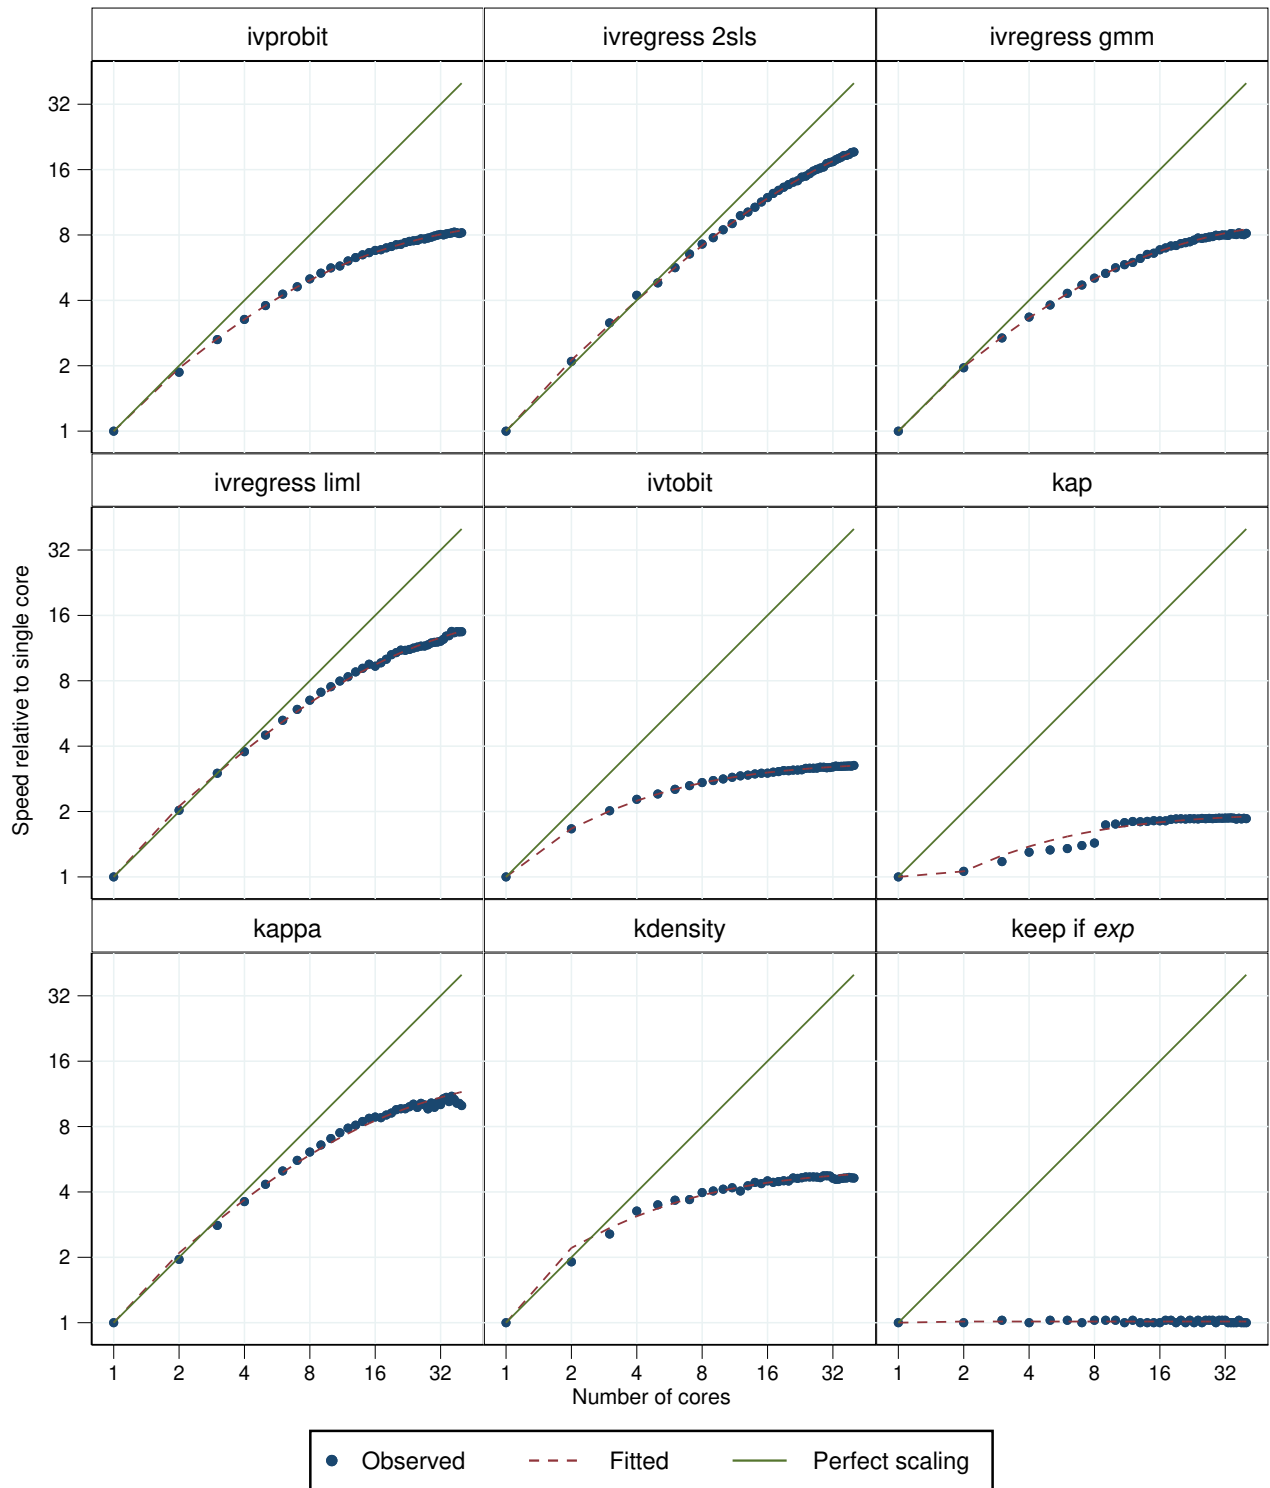 ivprobit ivregress 2sls ivregress gmm
32
16
8
4
2
1
ivregress liml ivtobit kap
32
16
8
4
2
1
Speed relative to single core
kappa kdensity keep if exp
32
16
8
4
2
1
1 2 4 8 16 32 1 2 4 8 16 32 1 2 4 8 16 32
Number of cores
Observed Fitted Perfect scaling